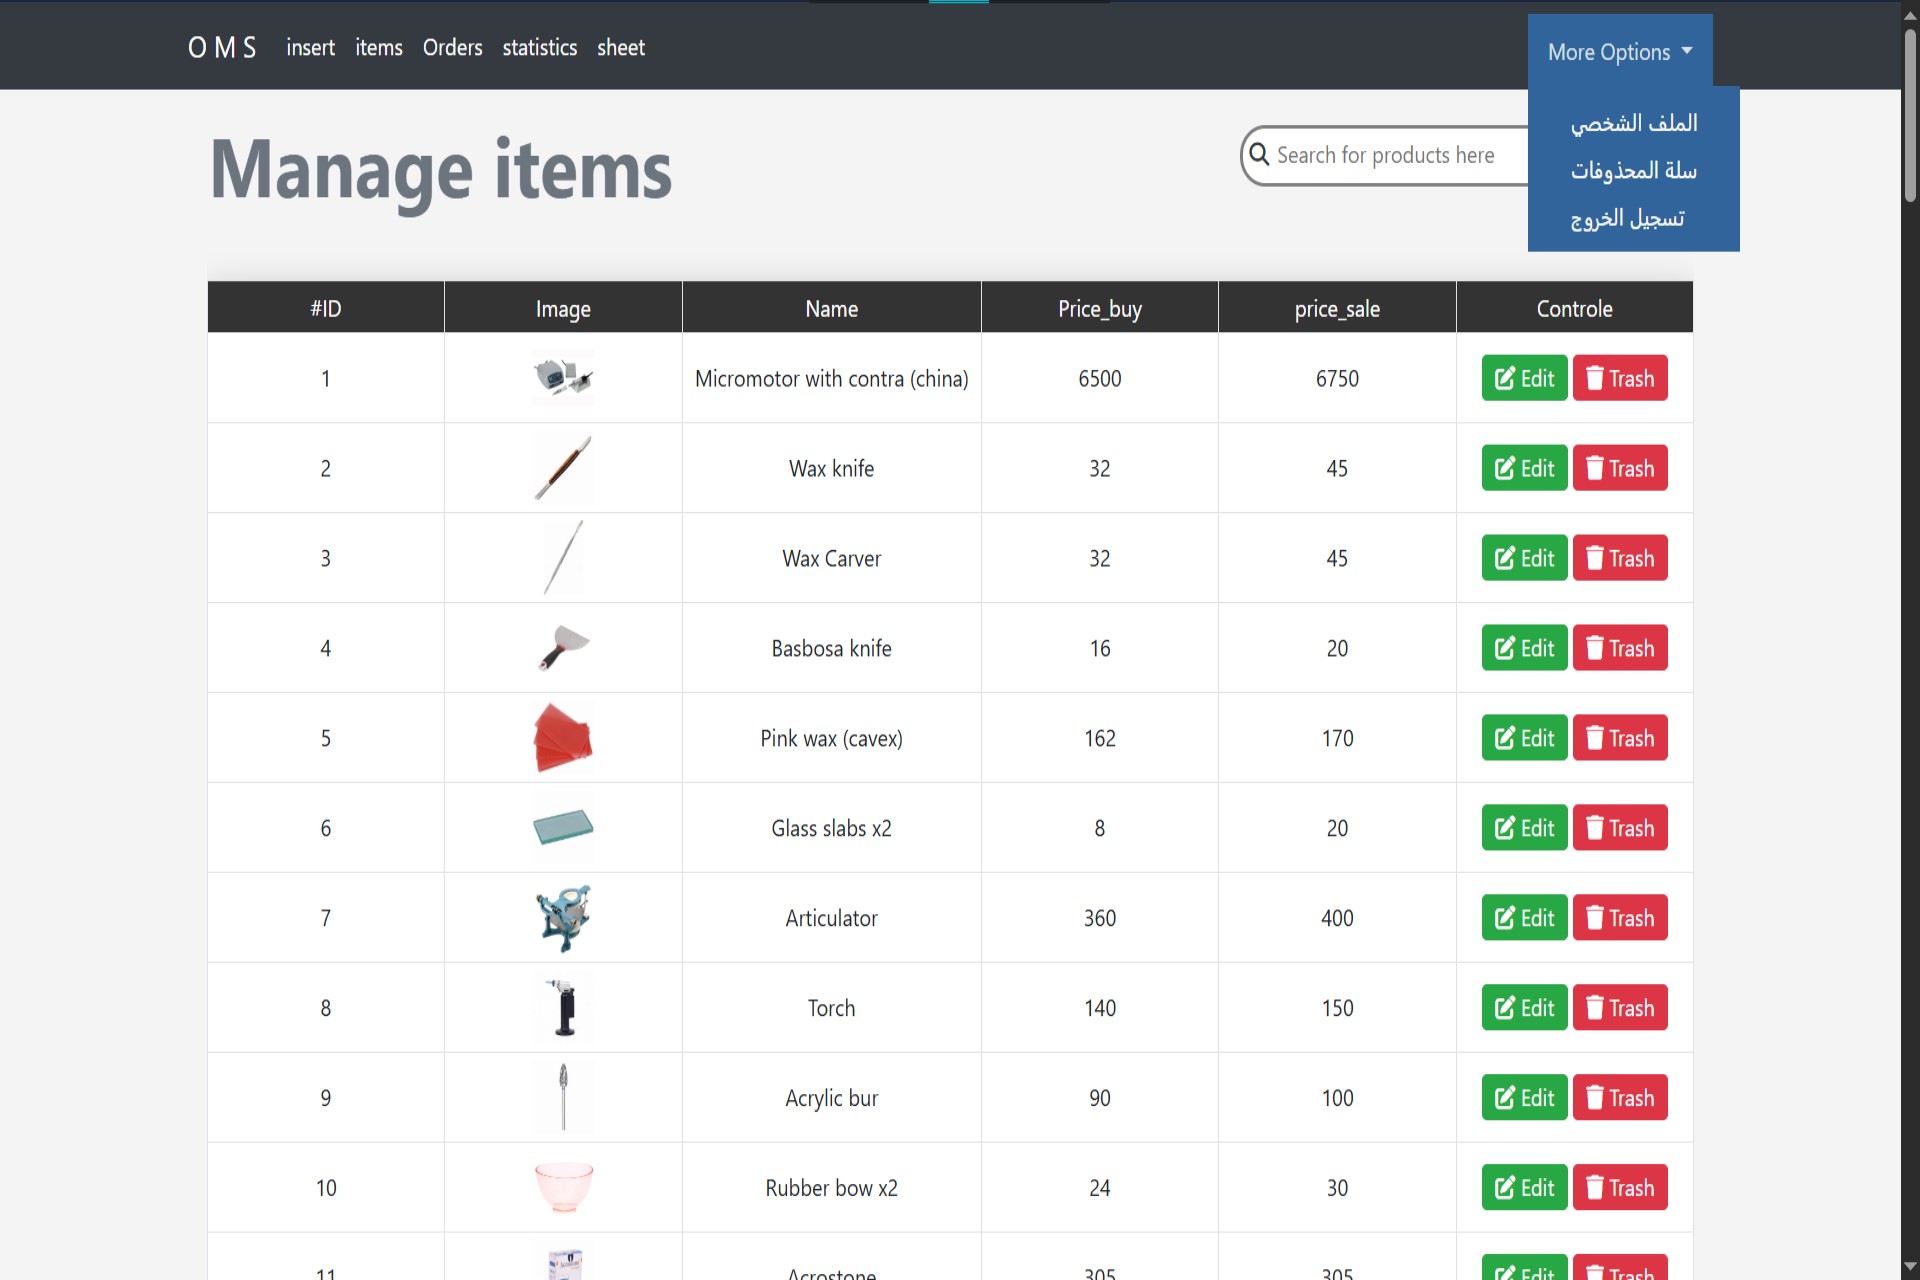 O M S insert items Orders statistics sheet More Options
الملف الشخصي
سلة المحذوفات
تسجيل الخروج
Manage items
Search for products here
#ID Image Name Price_buy price_sale Controle
1 Micromotor with contra (china) 6500 6750 Edit Trash
2 Wax knife 32 45 Edit Trash
3 Wax Carver 32 45 Edit Trash
4 Basbosa knife 16 20 Edit Trash
5 Pink wax (cavex) 162 170 Edit Trash
6 Glass slabs x2 8 20 Edit Trash
7 Articulator 360 400 Edit Trash
8 Torch 140 150 Edit Trash
9 Acrylic bur 90 100 Edit Trash
10 Rubber bow x2 24 30 Edit Trash
11 Acrostone 305 305 Edit Trash